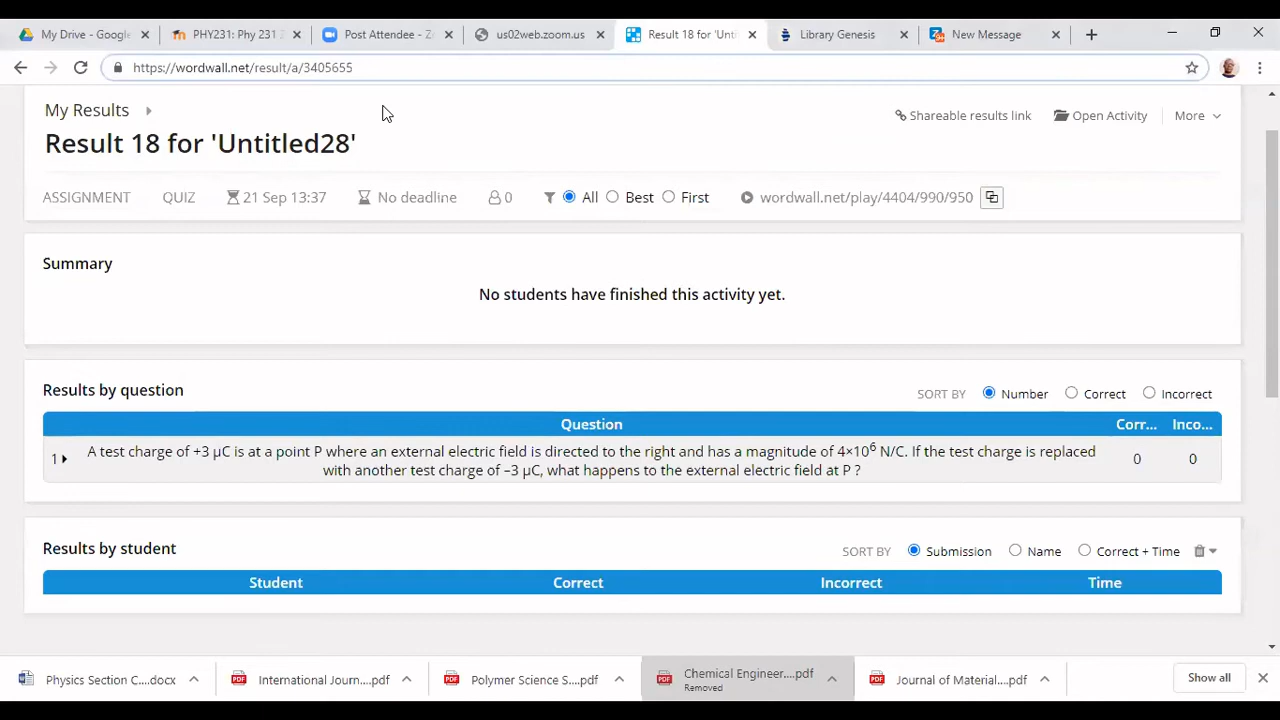 My Drive - Google
PHY231: Phy 231
Post Attendee - Z
us02web.zoom.us
Result 18 for 'Unti
Library Genesis
New Message
https://wordwall.net/result/a/3405655
My Results
Shareable results link
Open Activity
More
Result 18 for 'Untitled28'
ASSIGNMENT
QUIZ
21 Sep 13:37
No deadline
0
All
Best
First
wordwall.net/play/4404/990/950
Summary
No students have finished this activity yet.
Results by question
SORT BY
Number
Correct
Incorrect
Question
Corr...
Inco...
1
A test charge of +3 µC is at a point P where an external electric field is directed to the right and has a magnitude of 4×10⁶ N/C. If the test charge is replaced
with another test charge of –3 µC, what happens to the external electric field at P ?
0
0
Results by student
SORT BY
Submission
Name
Correct + Time
Student
Correct
Incorrect
Time
Physics Section C....docx
International Journ....pdf
Polymer Science S....pdf
Chemical Engineer....pdf
Removed
Journal of Material....pdf
Show all